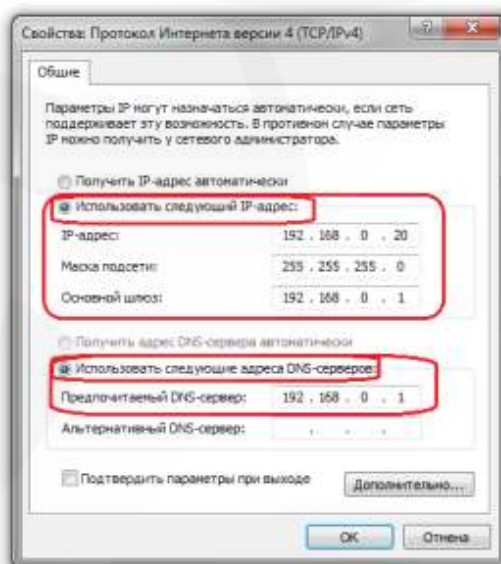 Свойства: Протокол Интернета версии 4 (TCP/IPv4)
Общие
Параметры IP могут назначаться автоматически, если сеть
поддерживает эту возможность. В противном случае параметры
IP можно получить у сетевого администратора.
Получить IP-адрес автоматически
Использовать следующий IP-адрес:
IP-адрес: 192 . 168 . 0 . 20
Маска подсети: 255 . 255 . 255 . 0
Основной шлюз: 192 . 168 . 0 . 1
Получить адрес DNS-сервера автоматически
Использовать следующие адреса DNS-серверов:
Предпочитаемый DNS-сервер: 192 . 168 . 0 . 1
Альтернативный DNS-сервер: . . .
Подтвердить параметры при выходе
Дополнительно...
ОК Отмена